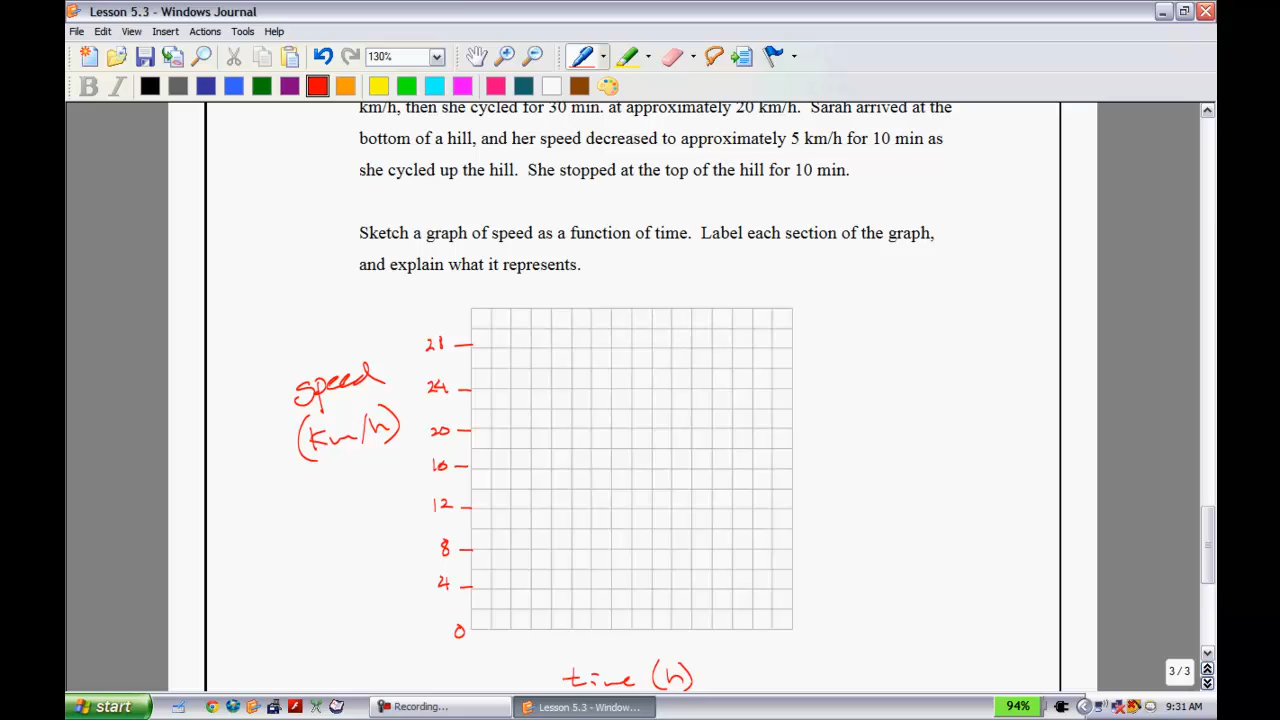 Lesson 5.3 - Windows Journal
File Edit View Insert Actions Tools Help
130%
B I
km/h, then she cycled for 30 min. at approximately 20 km/h. Sarah arrived at the
bottom of a hill, and her speed decreased to approximately 5 km/h for 10 min as
she cycled up the hill. She stopped at the top of the hill for 10 min.
Sketch a graph of speed as a function of time. Label each section of the graph,
and explain what it represents.
28
24
20
16
12
8
4
0
speed
(km/h)
time (h)
3/3
start
Recording...
Lesson 5.3 - Window...
94%
9:31 AM